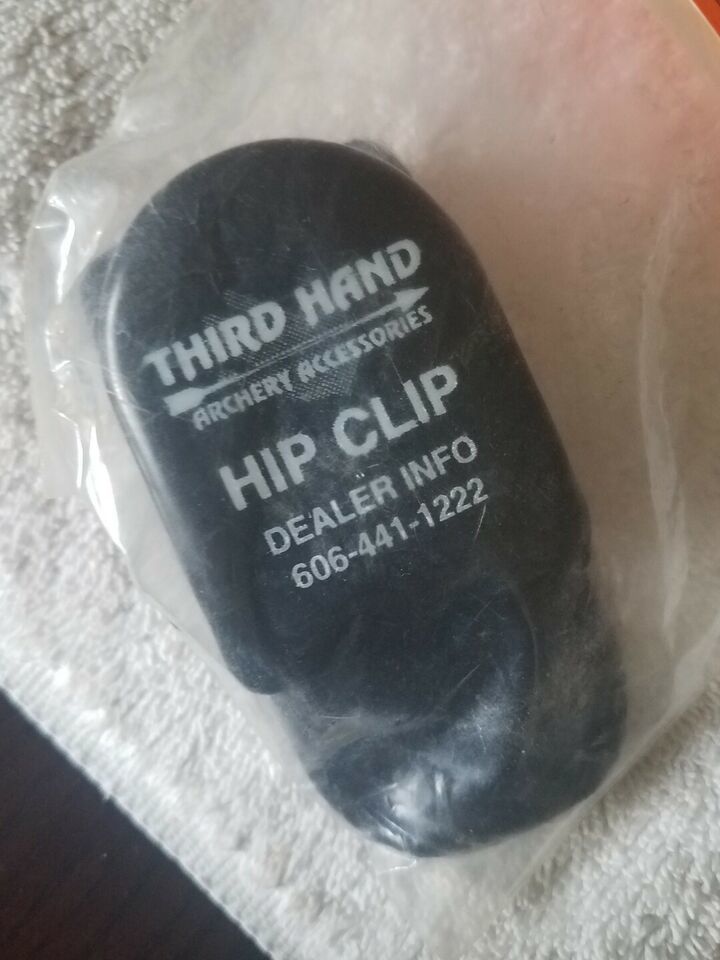 THIRD HAND
ARCHERY ACCESSORIES
HIP CLIP
DEALER INFO
606-441-1222